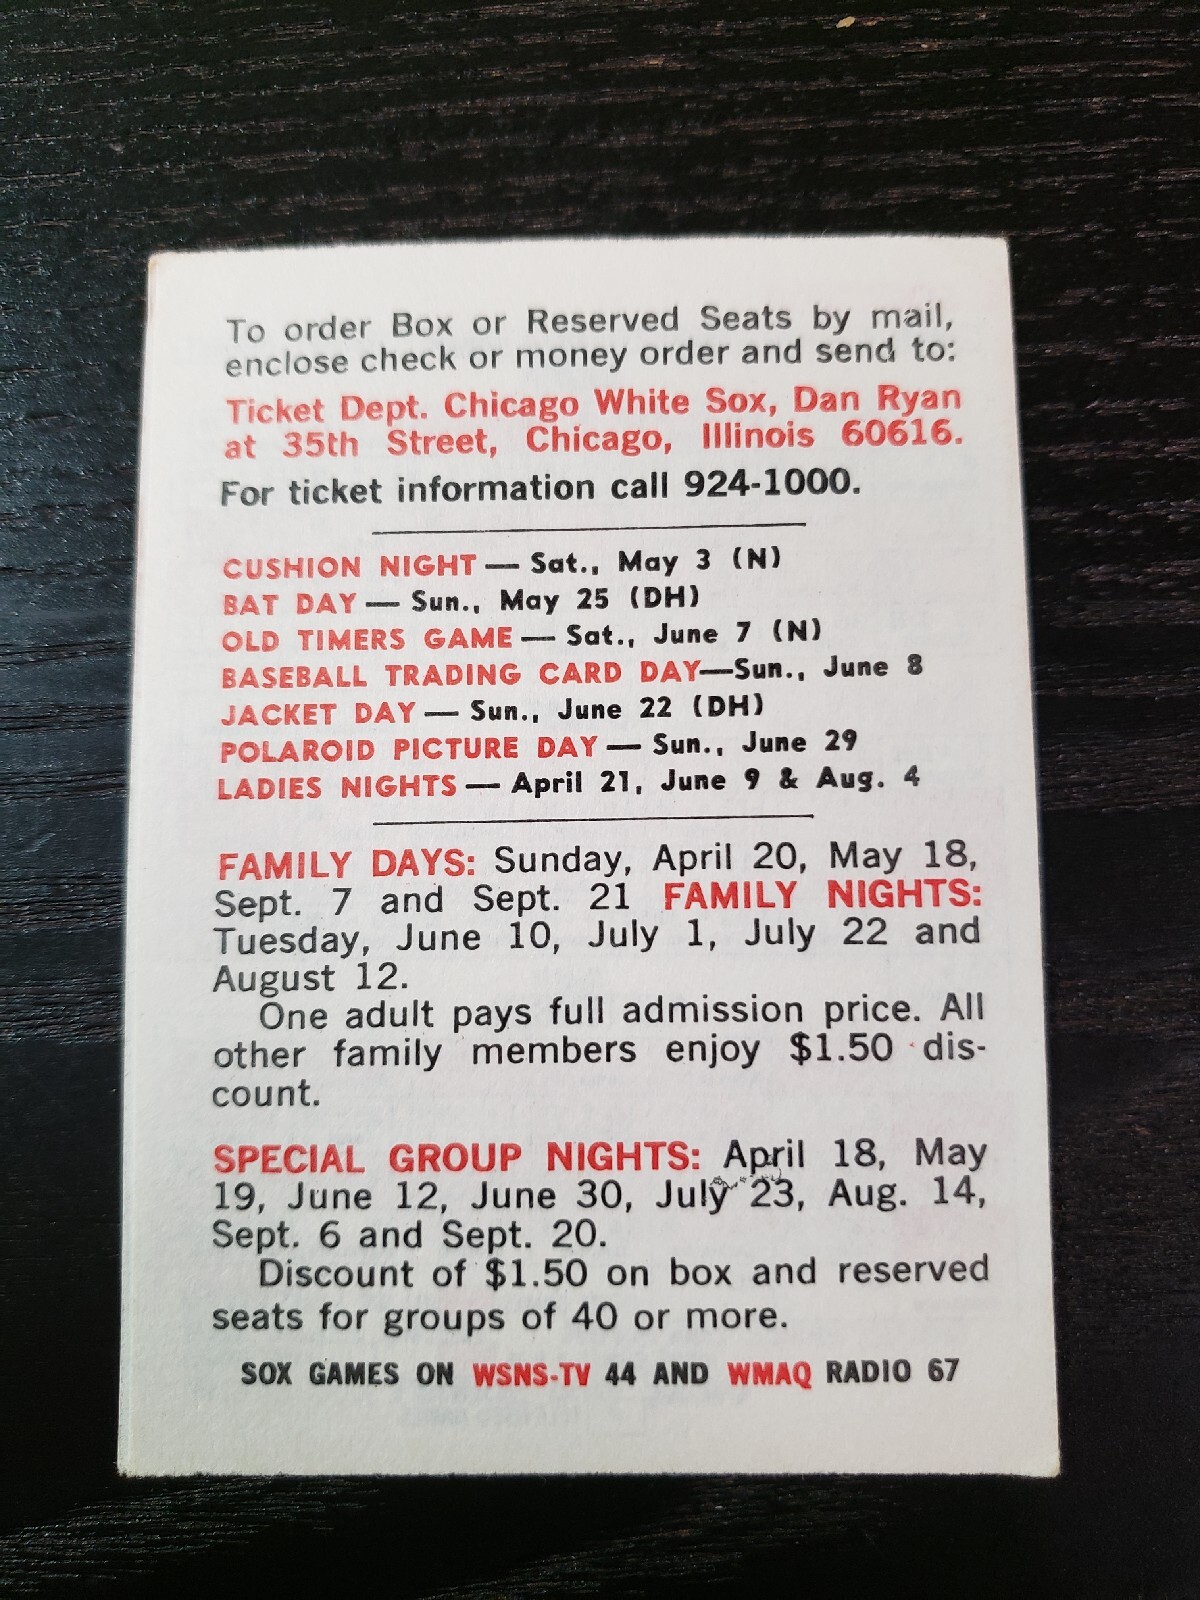 To order Box or Reserved Seats by mail,
enclose check or money order and send to:
Ticket Dept. Chicago White Sox, Dan Ryan
at 35th Street, Chicago, Illinois 60616.
For ticket information call 924-1000.
CUSHION NIGHT — Sat., May 3 (N)
BAT DAY — Sun., May 25 (DH)
OLD TIMERS GAME — Sat., June 7 (N)
BASEBALL TRADING CARD DAY—Sun., June 8
JACKET DAY — Sun., June 22 (DH)
POLAROID PICTURE DAY — Sun., June 29
LADIES NIGHTS — April 21, June 9 & Aug. 4
FAMILY DAYS: Sunday, April 20, May 18,
Sept. 7 and Sept. 21 FAMILY NIGHTS:
Tuesday, June 10, July 1, July 22 and
August 12.
One adult pays full admission price. All
other family members enjoy $1.50 dis-
count.
SPECIAL GROUP NIGHTS: April 18, May
19, June 12, June 30, July 23, Aug. 14,
Sept. 6 and Sept. 20.
Discount of $1.50 on box and reserved
seats for groups of 40 or more.
SOX GAMES ON WSNS-TV 44 AND WMAQ RADIO 67